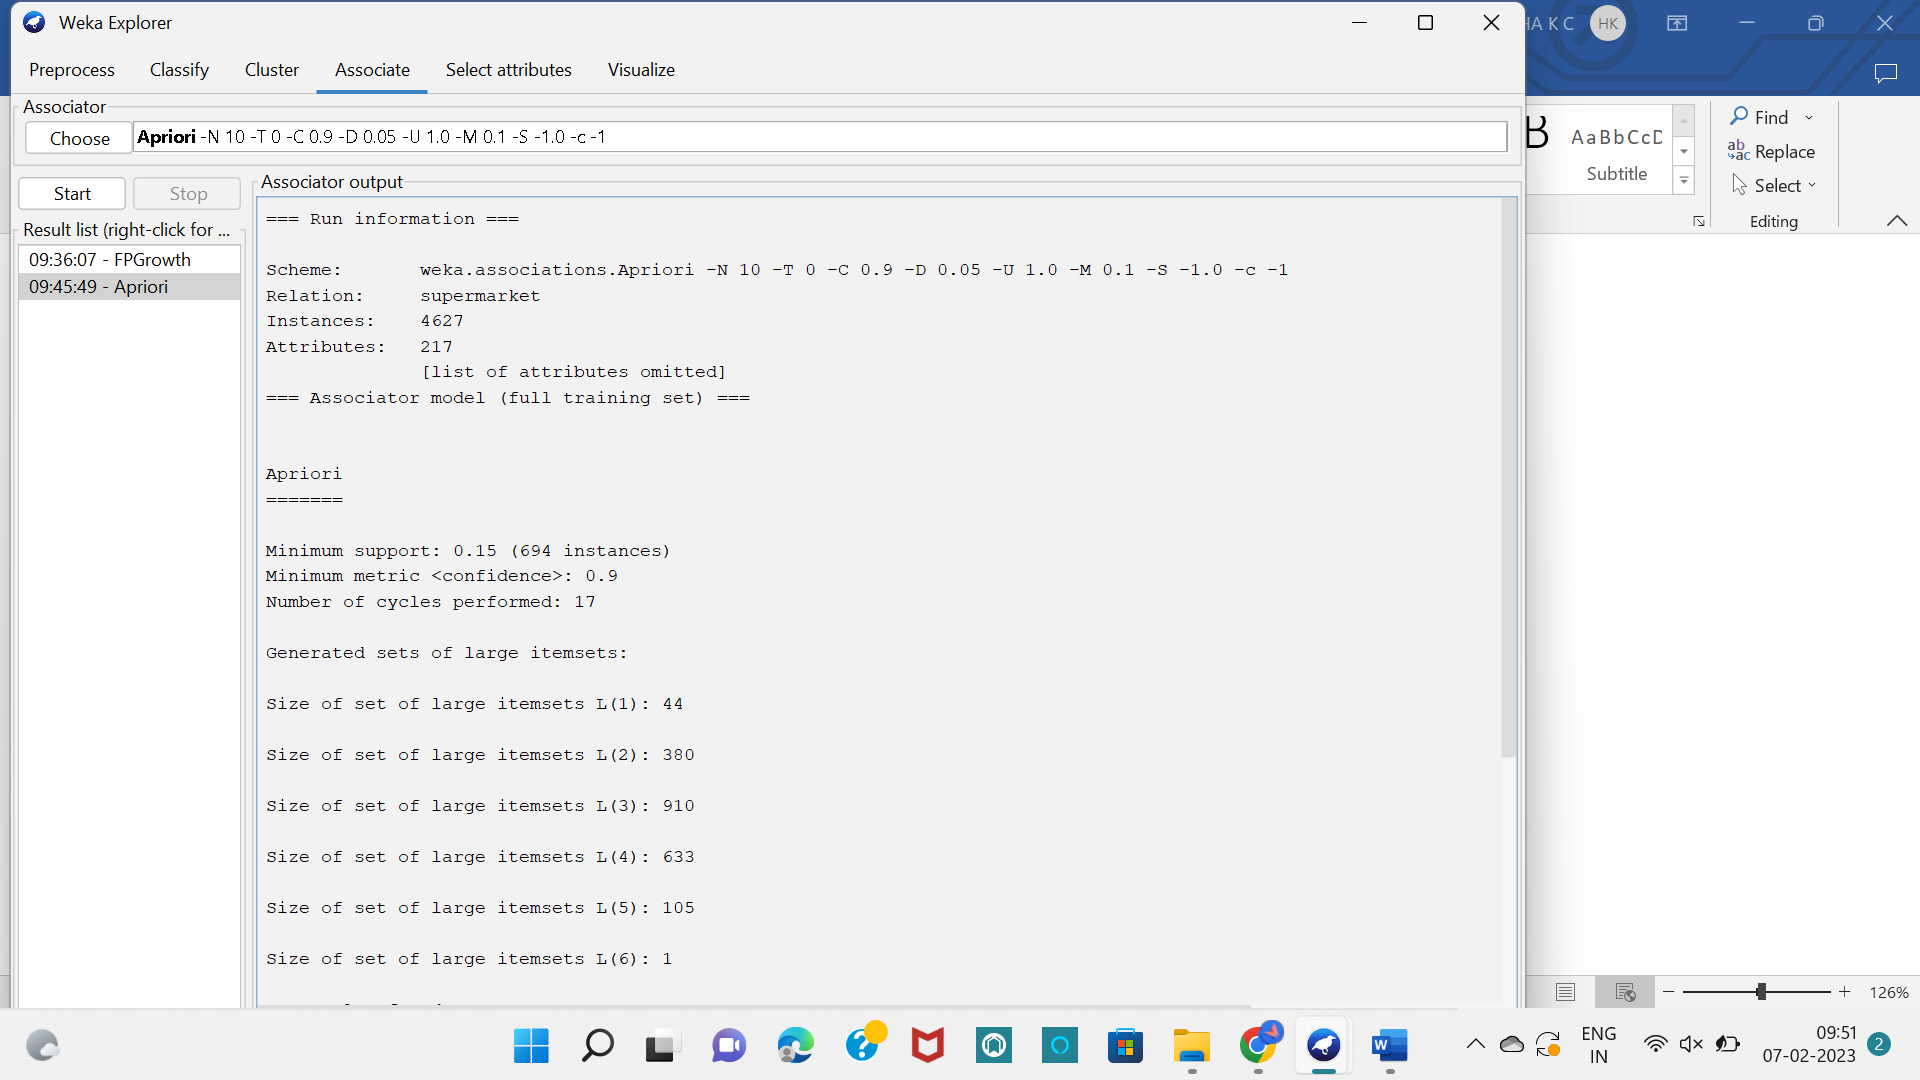 Weka Explorer
Preprocess Classify Cluster Associate Select attributes Visualize
Associator
Choose Apriori -N 10 -T 0 -C 0.9 -D 0.05 -U 1.0 -M 0.1 -S -1.0 -c -1
Start Stop
Result list (right-click for ...
09:36:07 - FPGrowth
09:45:49 - Apriori
Associator output
=== Run information ===
Scheme: weka.associations.Apriori -N 10 -T 0 -C 0.9 -D 0.05 -U 1.0 -M 0.1 -S -1.0 -c -1
Relation: supermarket
Instances: 4627
Attributes: 217
[list of attributes omitted]
=== Associator model (full training set) ===
Apriori
=======
Minimum support: 0.15 (694 instances)
Minimum metric <confidence>: 0.9
Number of cycles performed: 17
Generated sets of large itemsets:
Size of set of large itemsets L(1): 44
Size of set of large itemsets L(2): 380
Size of set of large itemsets L(3): 910
Size of set of large itemsets L(4): 633
Size of set of large itemsets L(5): 105
Size of set of large itemsets L(6): 1
HA K C HK
AaBbCcD
Subtitle
Find
Replace
Select
Editing
126%
ENG
IN
09:51
07-02-2023
2